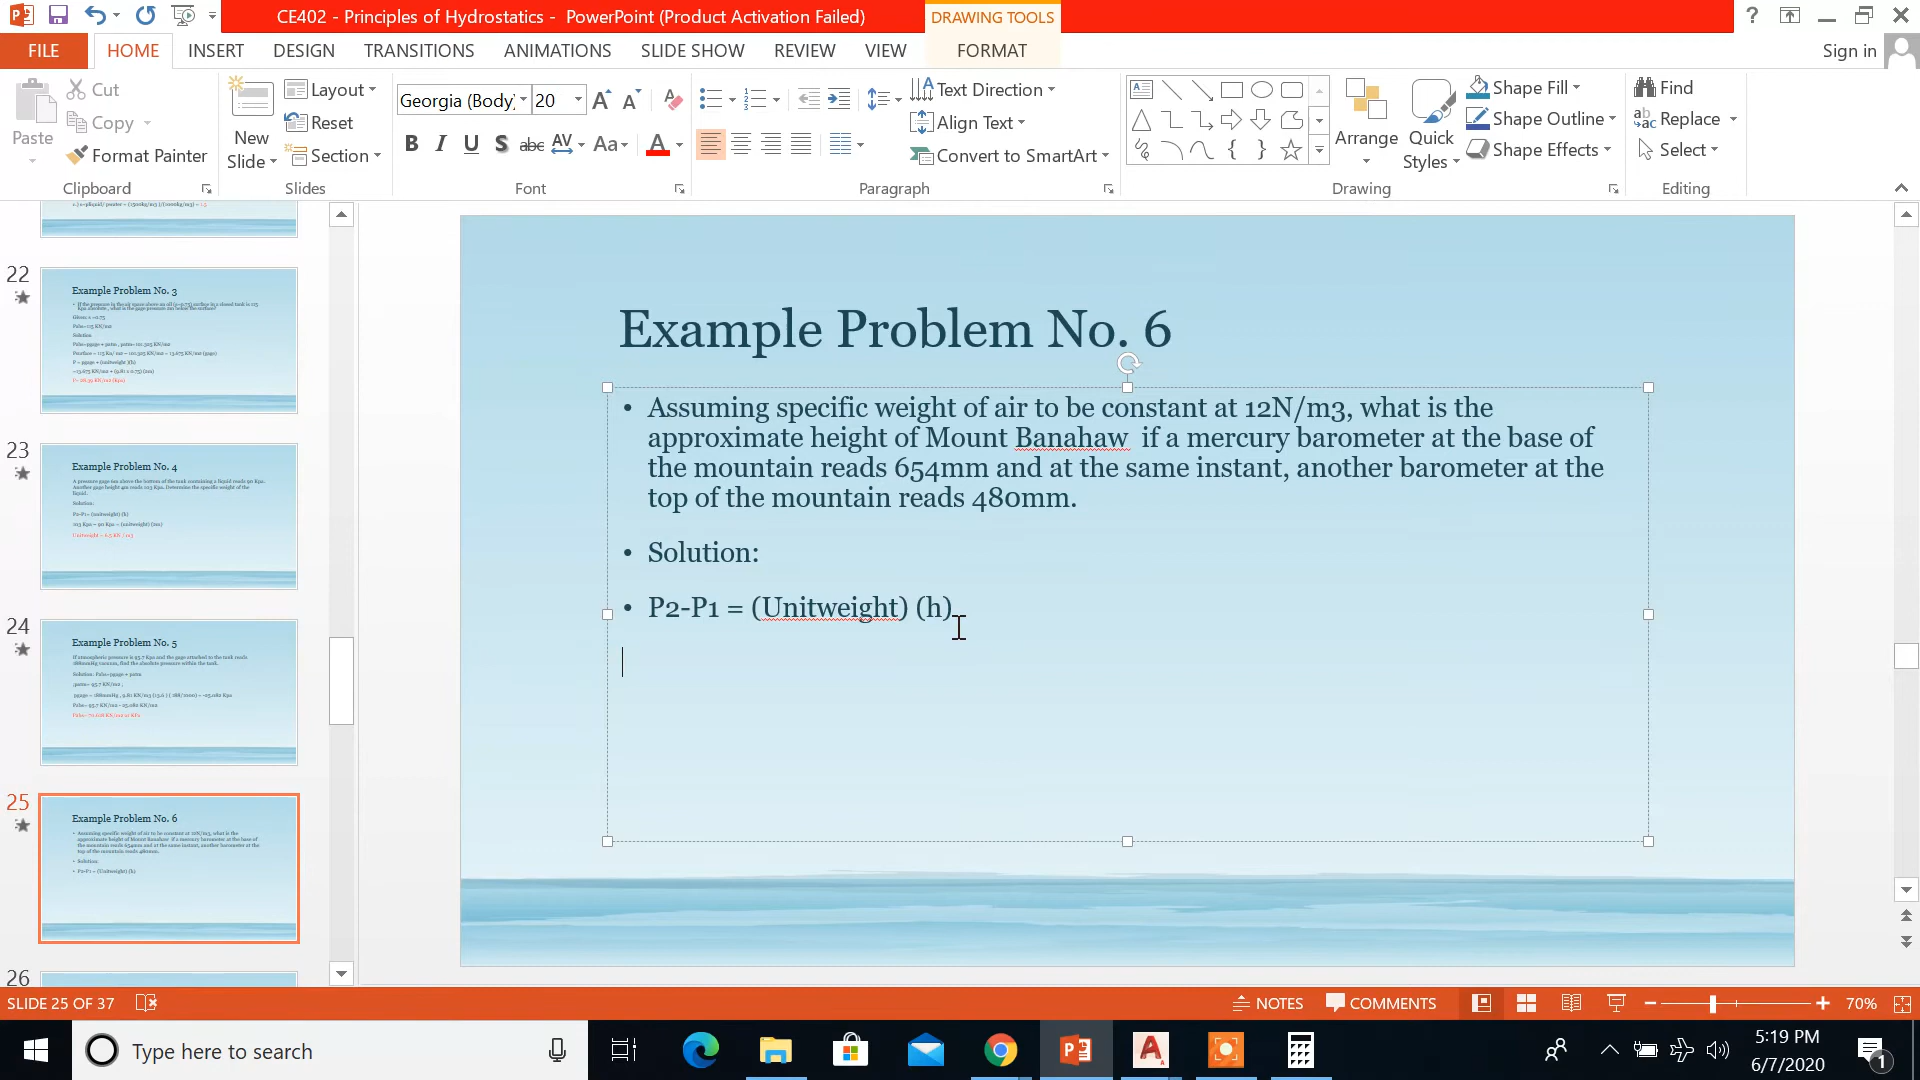 CE402 - Principles of Hydrostatics - PowerPoint (Product Activation Failed)
DRAWING TOOLS
FILE
HOME
INSERT
DESIGN
TRANSITIONS
ANIMATIONS
SLIDE SHOW
REVIEW
VIEW
FORMAT
Sign in
Paste
Cut
Copy
Format Painter
Clipboard
New Slide
Layout
Reset
Section
Slides
Georgia (Body)
20
B I U S abc AV Aa A
Font
Text Direction
Align Text
Convert to SmartArt
Paragraph
Arrange
Quick Styles
Shape Fill
Shape Outline
Shape Effects
Drawing
Find
Replace
Select
Editing
22
Example Problem No. 3
23
Example Problem No. 4
24
Example Problem No. 5
25
Example Problem No. 6
26
Example Problem No. 6
• Assuming specific weight of air to be constant at 12N/m3, what is the
approximate height of Mount Banahaw if a mercury barometer at the base of
the mountain reads 654mm and at the same instant, another barometer at the
top of the mountain reads 480mm.
• Solution:
• P2-P1 = (Unitweight) (h)
SLIDE 25 OF 37
NOTES
COMMENTS
70%
Type here to search
5:19 PM
6/7/2020
1